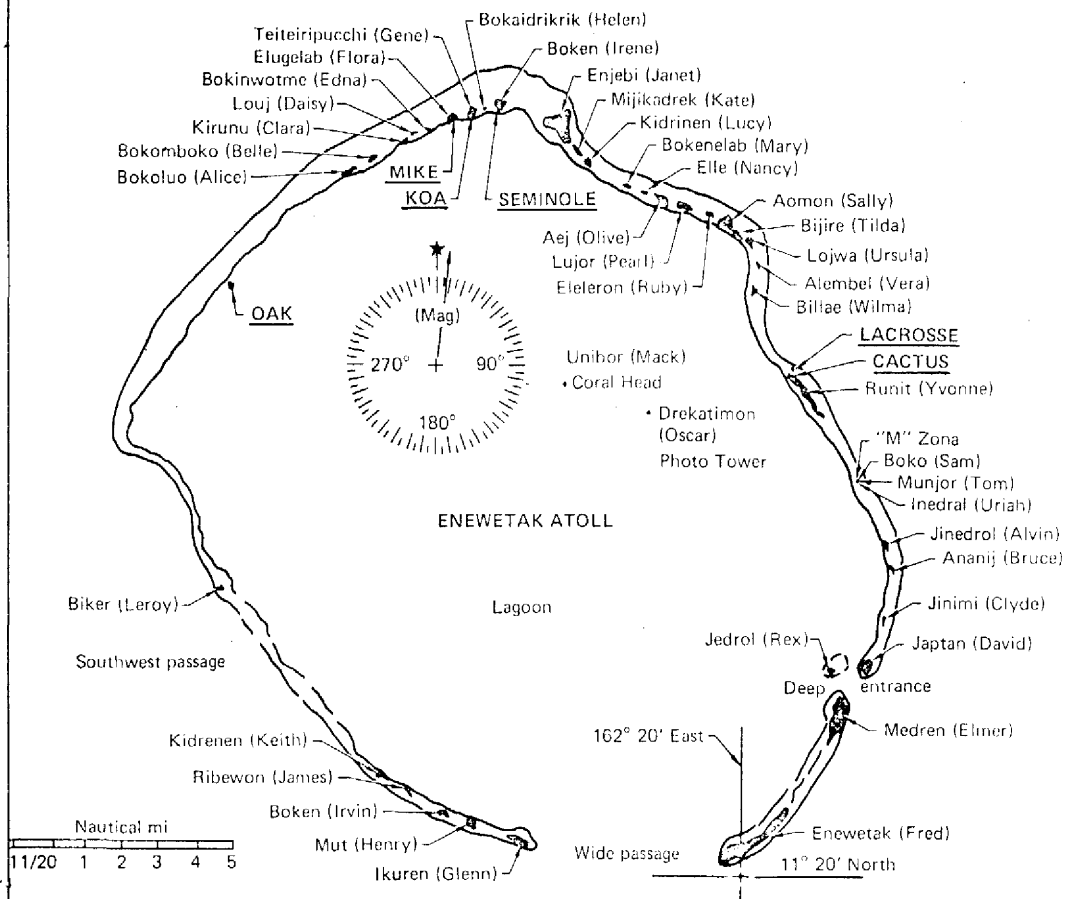 Bokaidrikrik (Helen)
Teiteiripucchi (Gene)
Elugelab (Flora)
Bokinwotme (Edna)
Louj (Daisy)
Kirunu (Clara)
Bokomboko (Belle)
Bokoluo (Alice)
Boken (Irene)
Enjebi (Janet)
Mijikadrek (Kate)
Kidrinen (Lucy)
Bokenelab (Mary)
Elle (Nancy)
Aomon (Sally)
Bijire (Tilda)
Lojwa (Ursula)
Alembel (Vera)
Billae (Wilma)
MIKE
KOA
SEMINOLE
Aej (Olive)
Lujor (Pearl)
Eleleron (Ruby)
OAK
(Mag)
270°
90°
180°
Unibor (Mack)
Coral Head
Drekatimon
(Oscar)
Photo Tower
LACROSSE
CACTUS
Runit (Yvonne)
"M" Zona
Boko (Sam)
Munjor (Tom)
Inedral (Uriah)
ENEWETAK ATOLL
Jinedrol (Alvin)
Ananij (Bruce)
Biker (Leroy)
Lagoon
Jinimi (Clyde)
Jedrol (Rex)
Japtan (David)
Southwest passage
Deep entrance
Medren (Elmer)
162° 20' East
Kidrenen (Keith)
Ribewon (James)
Boken (Irvin)
Mut (Henry)
Ikuren (Glenn)
Nautical mi
11/20 1 2 3 5
Enewetak (Fred)
Wide passage
11° 20' North